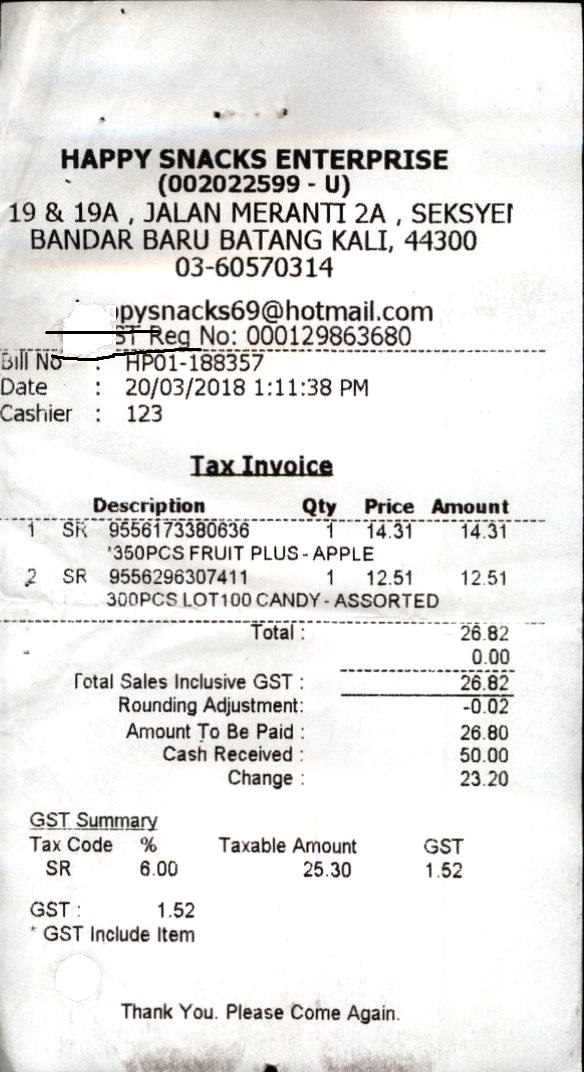 HAPPY SNACKS ENTERPRISE
(002022599 - U)
19 & 19A , JALAN MERANTI 2A ,
BANDAR BARU BATANG KALI, 44300
03-60570314
ppysnacks69@hotmail.com
ST Reg No: 000129863680
Bill No : HP01-188357
Date : 20/03/2018 1:11:38 PM
Cashier : 123
Tax Invoice
Description Qty Price Amount
1 SR 9556173380636 1 14.31 14.31
*350PCS FRUIT PLUS - APPLE
2 SR 9556296307411 1 12.51 12.51
300PCS LOT100 CANDY - ASSORTED
Total : 26.82
0.00
Total Sales Inclusive GST : 26.82
Rounding Adjustment: -0.02
Amount To Be Paid : 26.80
Cash Received : 50.00
Change : 23.20
GST Summary
Tax Code % Taxable Amount GST
SR 6.00 25.30 1.52
GST : 1.52
* GST Include Item
Thank You. Please Come Again.